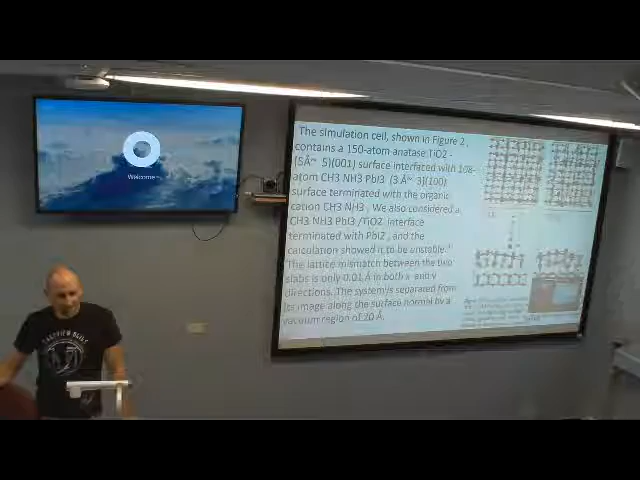 Welcome
The simulation cell, shown in Figure 2 ,
contains a 150-atom anatase TiO2 -
(5Å~ 5)(001) surface interfaced with 108-
atom CH3 NH3 PbI3 (3 Å~ 3)(100)
surface terminated with the organic
cation CH3 NH3 . We also considered a
CH3 NH3 PbI3 /TiO2 interface
terminated with PbI2 , and the
calculation showed it to be unstable.
The lattice mismatch between the two
slabs is only 0.01 Å in both x and y
directions. The system is separated from
its image along the surface normal by a
vacuum region of 20 Å.